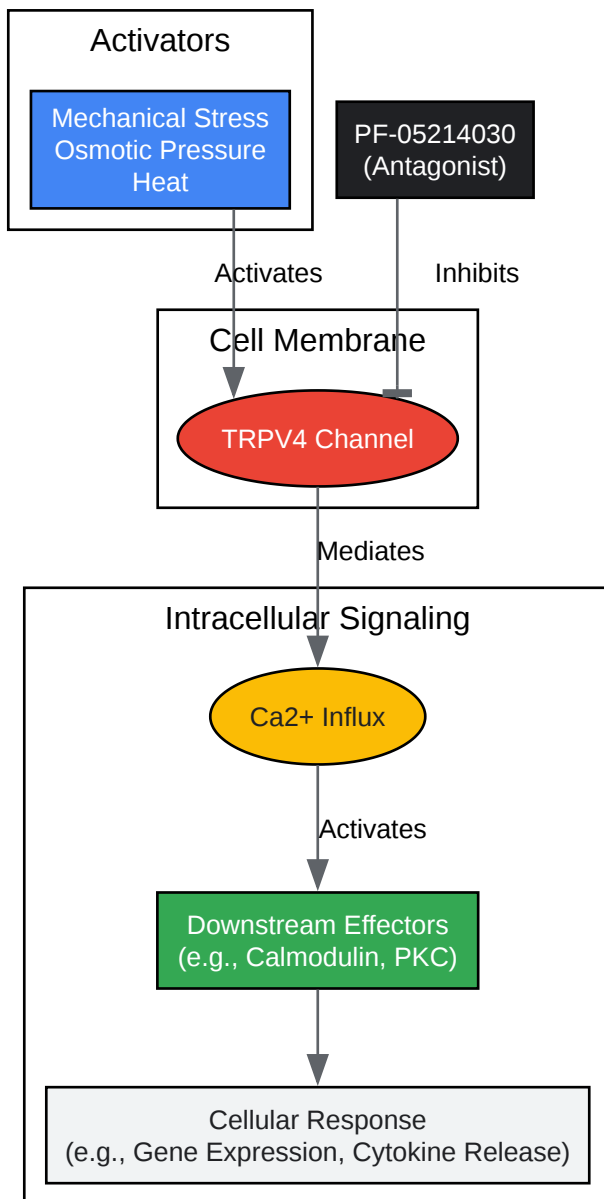 Activators
Mechanical Stress
Osmotic Pressure
Heat
PF-05214030
(Antagonist)
Activates
Inhibits
Cell Membrane
TRPV4 Channel
Mediates
Intracellular Signaling
Ca2+ Influx
Activates
Downstream Effectors
(e.g., Calmodulin, PKC)
Cellular Response
(e.g., Gene Expression, Cytokine Release)